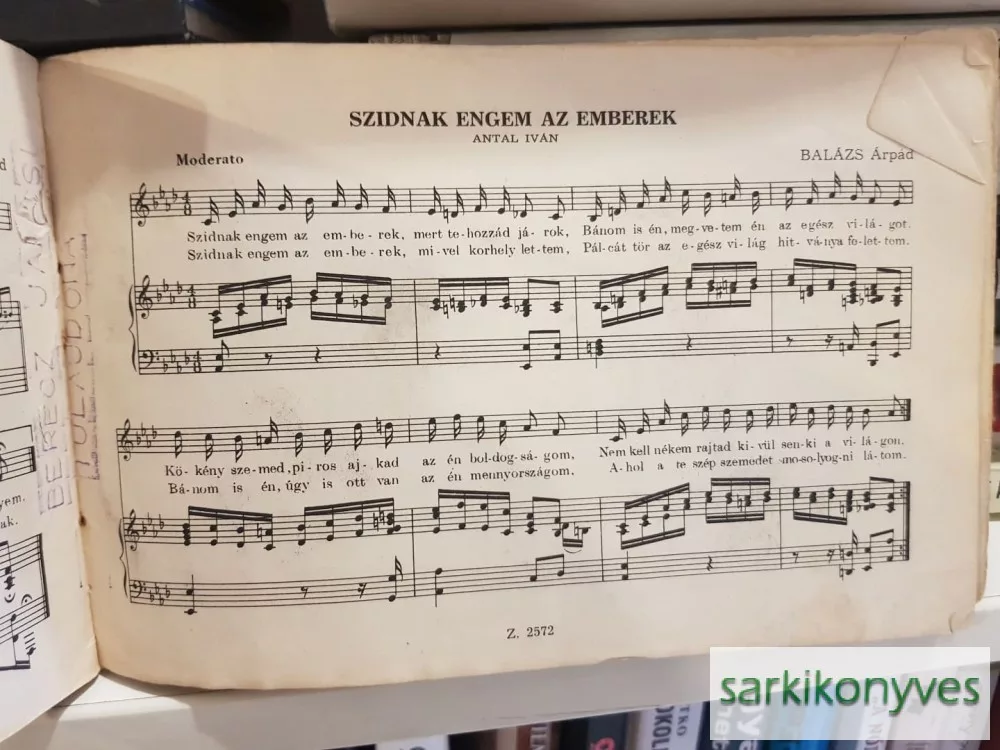 SZIDNAK ENGEM AZ EMBEREK
ANTAL IVÁN
Moderato
BALÁZS Árpád
Szidnak engem az em-be-rek, mert te-hozzád já-rok, Bánom is én, meg-ve-tem én az egész vi-lá-got.
Szidnak engem az em-be-rek, mi-vel korhely let-tem, Pál-cát tör az e-gész vi-lág hit-vá-nya fe-let-tem.
Kö-kény sze-med, pi-ros aj-kad az én bol-dog-sá-gom, Nem kell nékem rajtad ki-vül sen-ki a vi-lá-gon.
Bá-nom is én, úgy is ott van az én mennyországom, A-hol a te szép szemedet mo-so-lyog-ni lá-tom.
Z. 2572
yem,
ak.
sarkikonyves